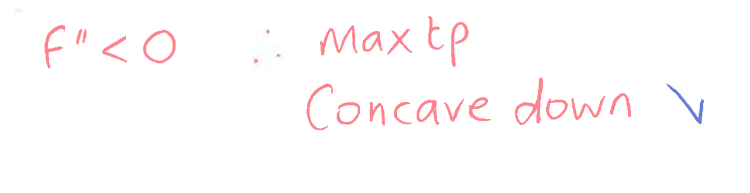 f"<0 ∴ Max tp
Concave down